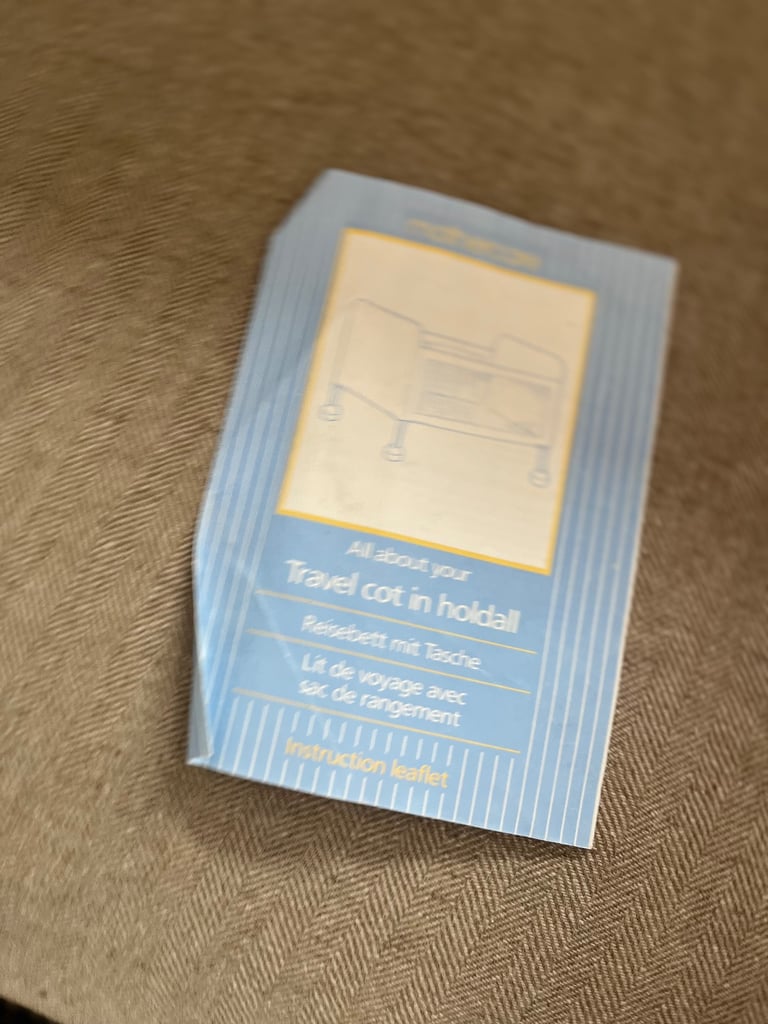 mothercare
All about your
Travel cot in holdall
Reisebett mit Tasche
Lit de voyage avec
sac de rangement
Instruction leaflet